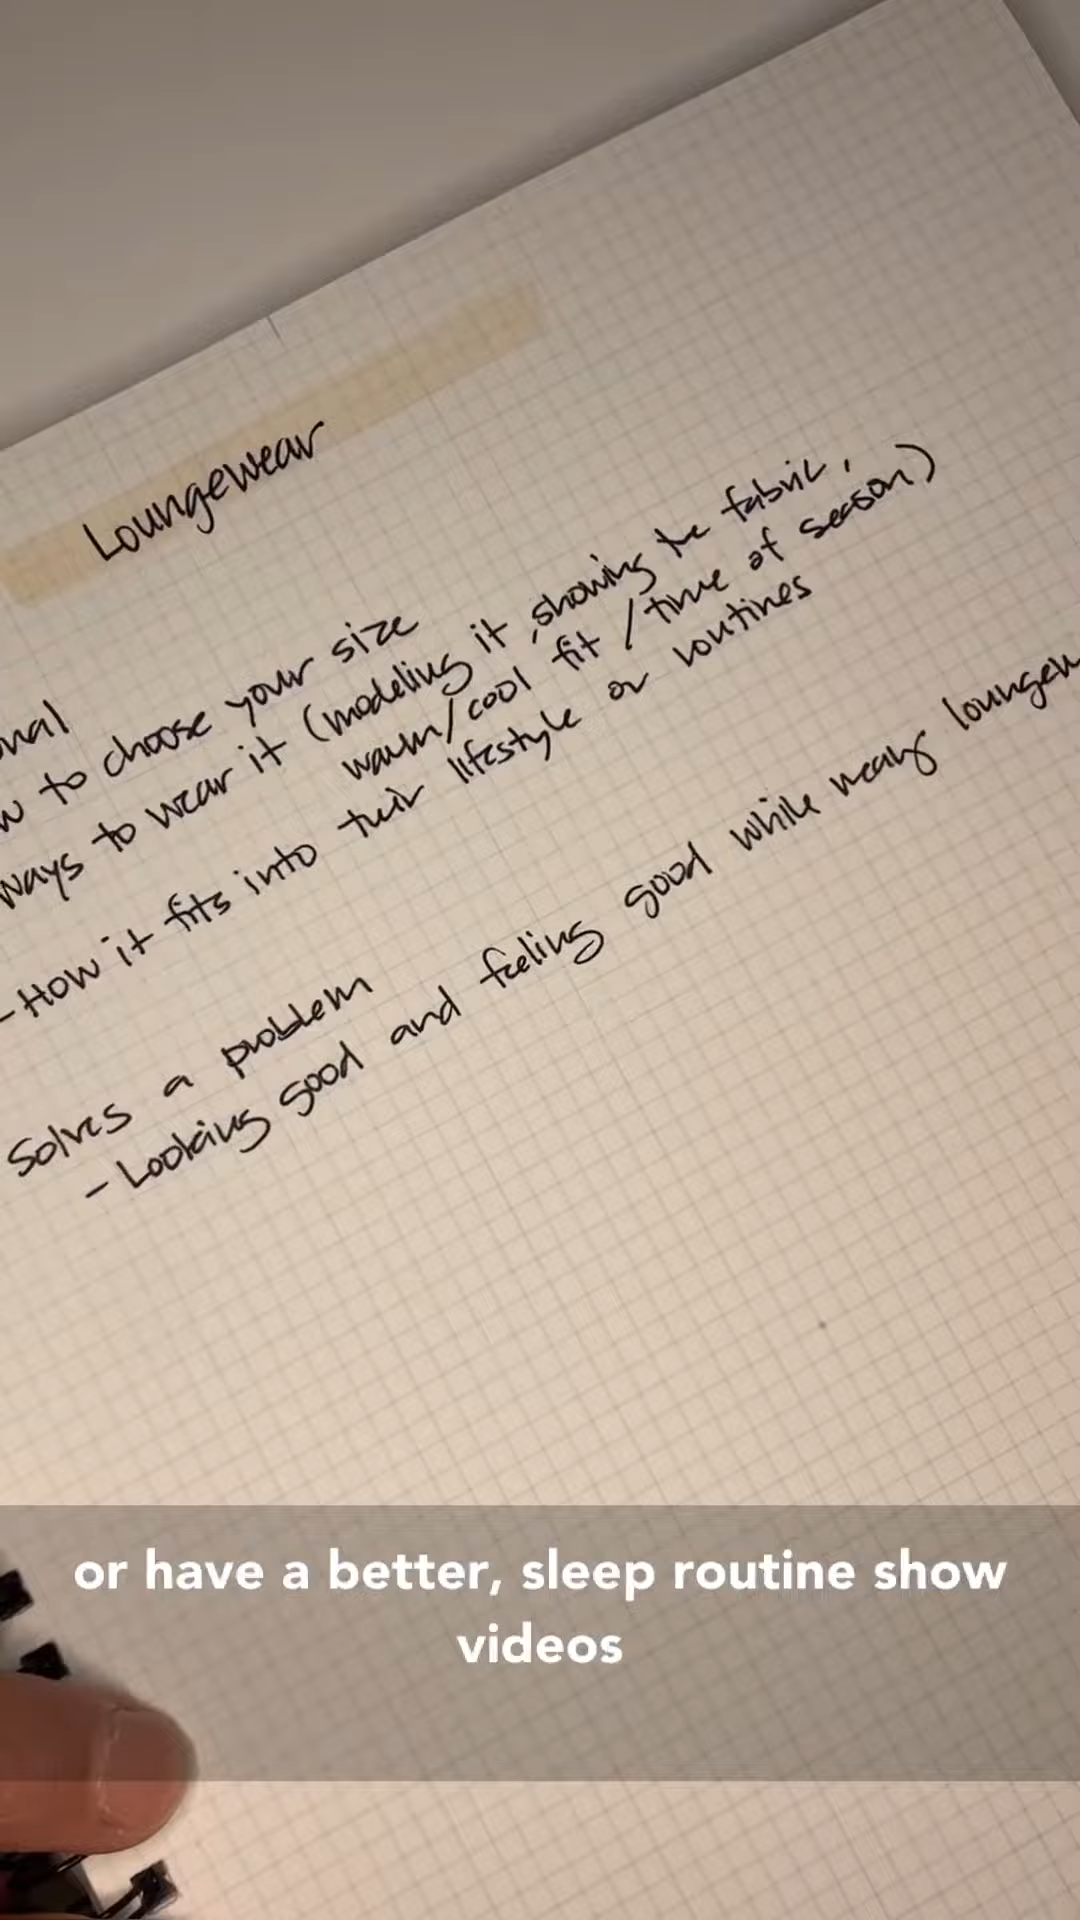 Loungewear
onal
w to choose your size
ways to wear it (modeling it, showing the fabric,
warm/cool fit / time of season)
- How it fits into their lifestyle or routines
Solves a problem
- Looking good and feeling good while wearg loungew
or have a better, sleep routine show
videos